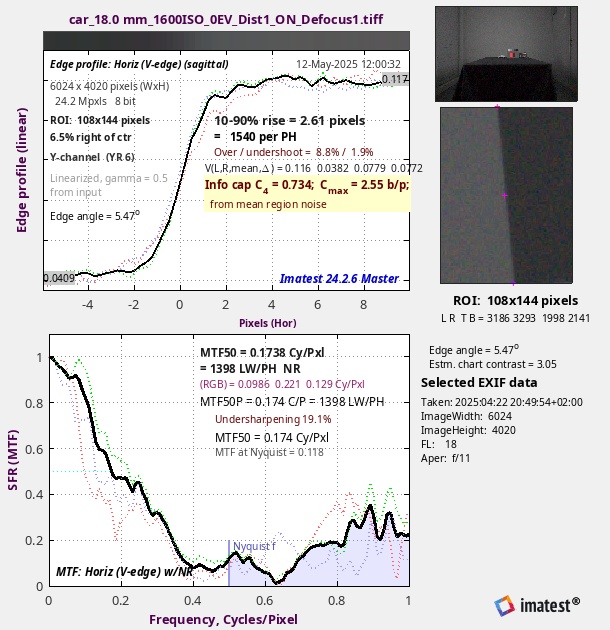 car_18.0 mm_1600ISO_0EV_Dist1_ON_Defocus1.tiff
Edge profile: Horiz (V-edge) (sagittal)
12-May-2025 12:00:32
6024 x 4020 pixels (WxH)
24.2 Mpxls  8 bit
ROI:  108x144 pixels
6.5% right of ctr
Y-channel  (YR 6)
Linearized, gamma = 0.5
from input
Edge angle = 5.47º
0.117
10-90% rise = 2.61 pixels
=  1540 per PH
Over / undershoot =  8.8% /  1.9%
V(L,R,mean,Δ) = 0.116  0.0382  0.0779  0.0772
Info cap C4 = 0.734;  Cmax = 2.55 b/p;
from mean region noise
0.0409
Imatest 24.2.6 Master
Edge profile (linear)
-4 -2 0 2 4 6 8
Pixels (Hor)
ROI:  108x144 pixels
L R  T B = 3186 3293  1998 2141
Edge angle = 5.47º
Estm. chart contrast = 3.05
Selected EXIF data
Taken: 2025:04:22 20:49:54+02:00
ImageWidth:  6024
ImageHeight:  4020
FL:   18
Aper:  f/11
MTF50 = 0.1738 Cy/Pxl
= 1398 LW/PH  NR
(RGB) = 0.0986  0.221  0.129 Cy/Pxl
MTF50P = 0.174 C/P = 1398 LW/PH
Undersharpening 19.1%
MTF50 = 0.174 Cy/Pxl
MTF at Nyquist = 0.118
Nyquist f
MTF: Horiz (V-edge) w/NR
SFR (MTF)
1
0.8
0.6
0.4
0.2
0
0 0.2 0.4 0.6 0.8 1
Frequency, Cycles/Pixel
imatest®